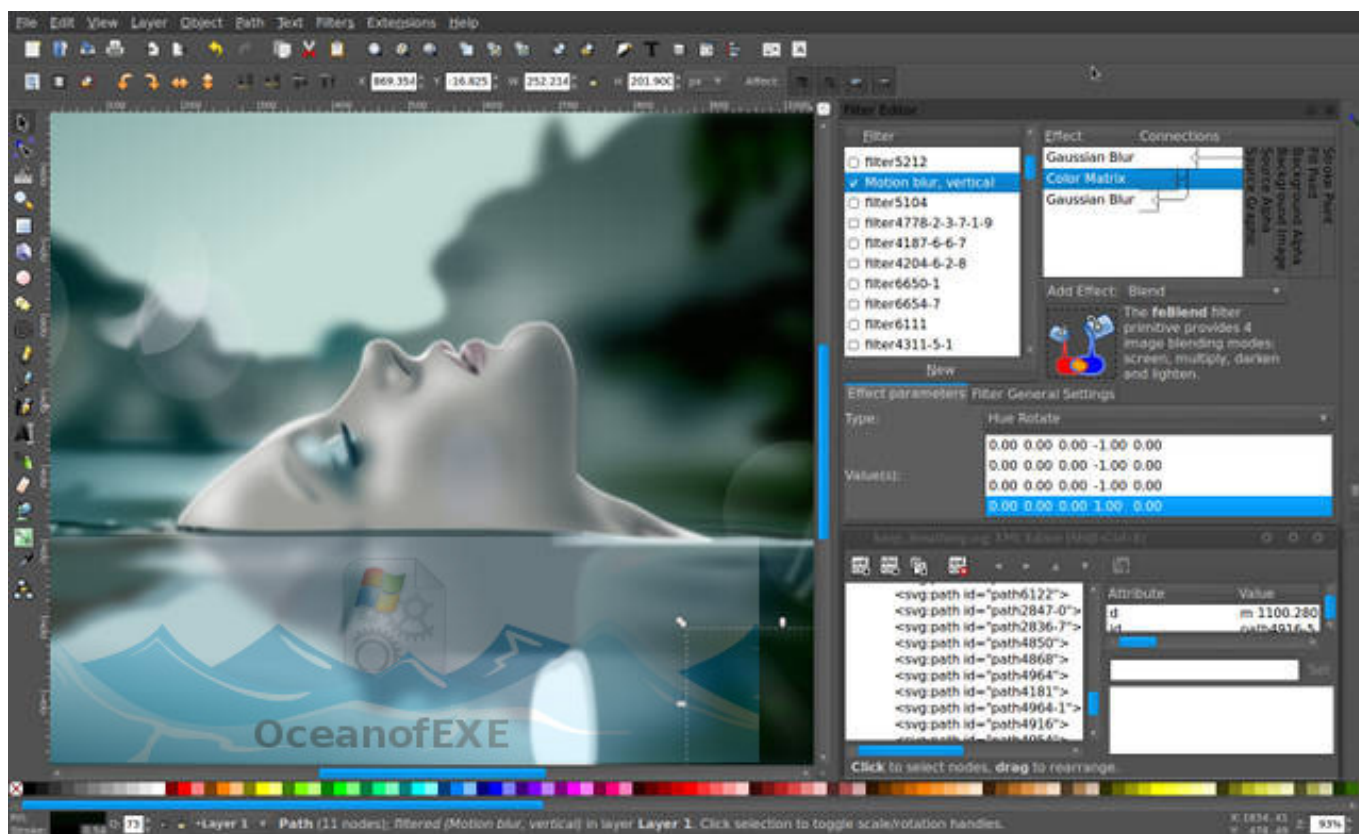 File Edit View Layer Object Path Text Filters Extensions Help
X 869.354 Y -16.825 W 252.214 H 201.900 px Affect:
Filter Editor
Filter
filter5212
Motion blur, vertical
filter5104
filter4778-2-3-7-1-9
filter4187-6-6-7
filter4204-6-2-8
filter6650-1
filter6654-7
filter6111
filter4311-5-1
New
Effect Connections
Gaussian Blur
Color Matrix
Gaussian Blur
Stroke Paint
Fill Paint
Background Alpha
Background Image
Source Alpha
Source Graphic
Add Effect: Blend
The feBlend filter
primitive provides 4
image blending modes:
screen, multiply, darken
and lighten.
Effect parameters Filter General Settings
Type: Hue Rotate
Value(s):
0.00 0.00 0.00 -1.00 0.00
0.00 0.00 0.00 -1.00 0.00
0.00 0.00 0.00 -1.00 0.00
0.00 0.00 0.00 1.00 0.00
<svg:path id="path6122">
<svg:path id="path2847-0">
<svg:path id="path2836-7">
<svg:path id="path4850">
<svg:path id="path4868">
<svg:path id="path4964">
<svg:path id="path4181">
<svg:path id="path4964-1">
<svg:path id="path4916">
<svg:path id="path4954">
Attribute Value
d m 1100.280
id path4916-5
Set
Click to select nodes, drag to rearrange.
OceanofEXE
O: 73 Layer 1 Path (11 nodes); filtered (Motion blur, vertical) in layer Layer 1. Click selection to toggle scale/rotation handles.
Z: 93%